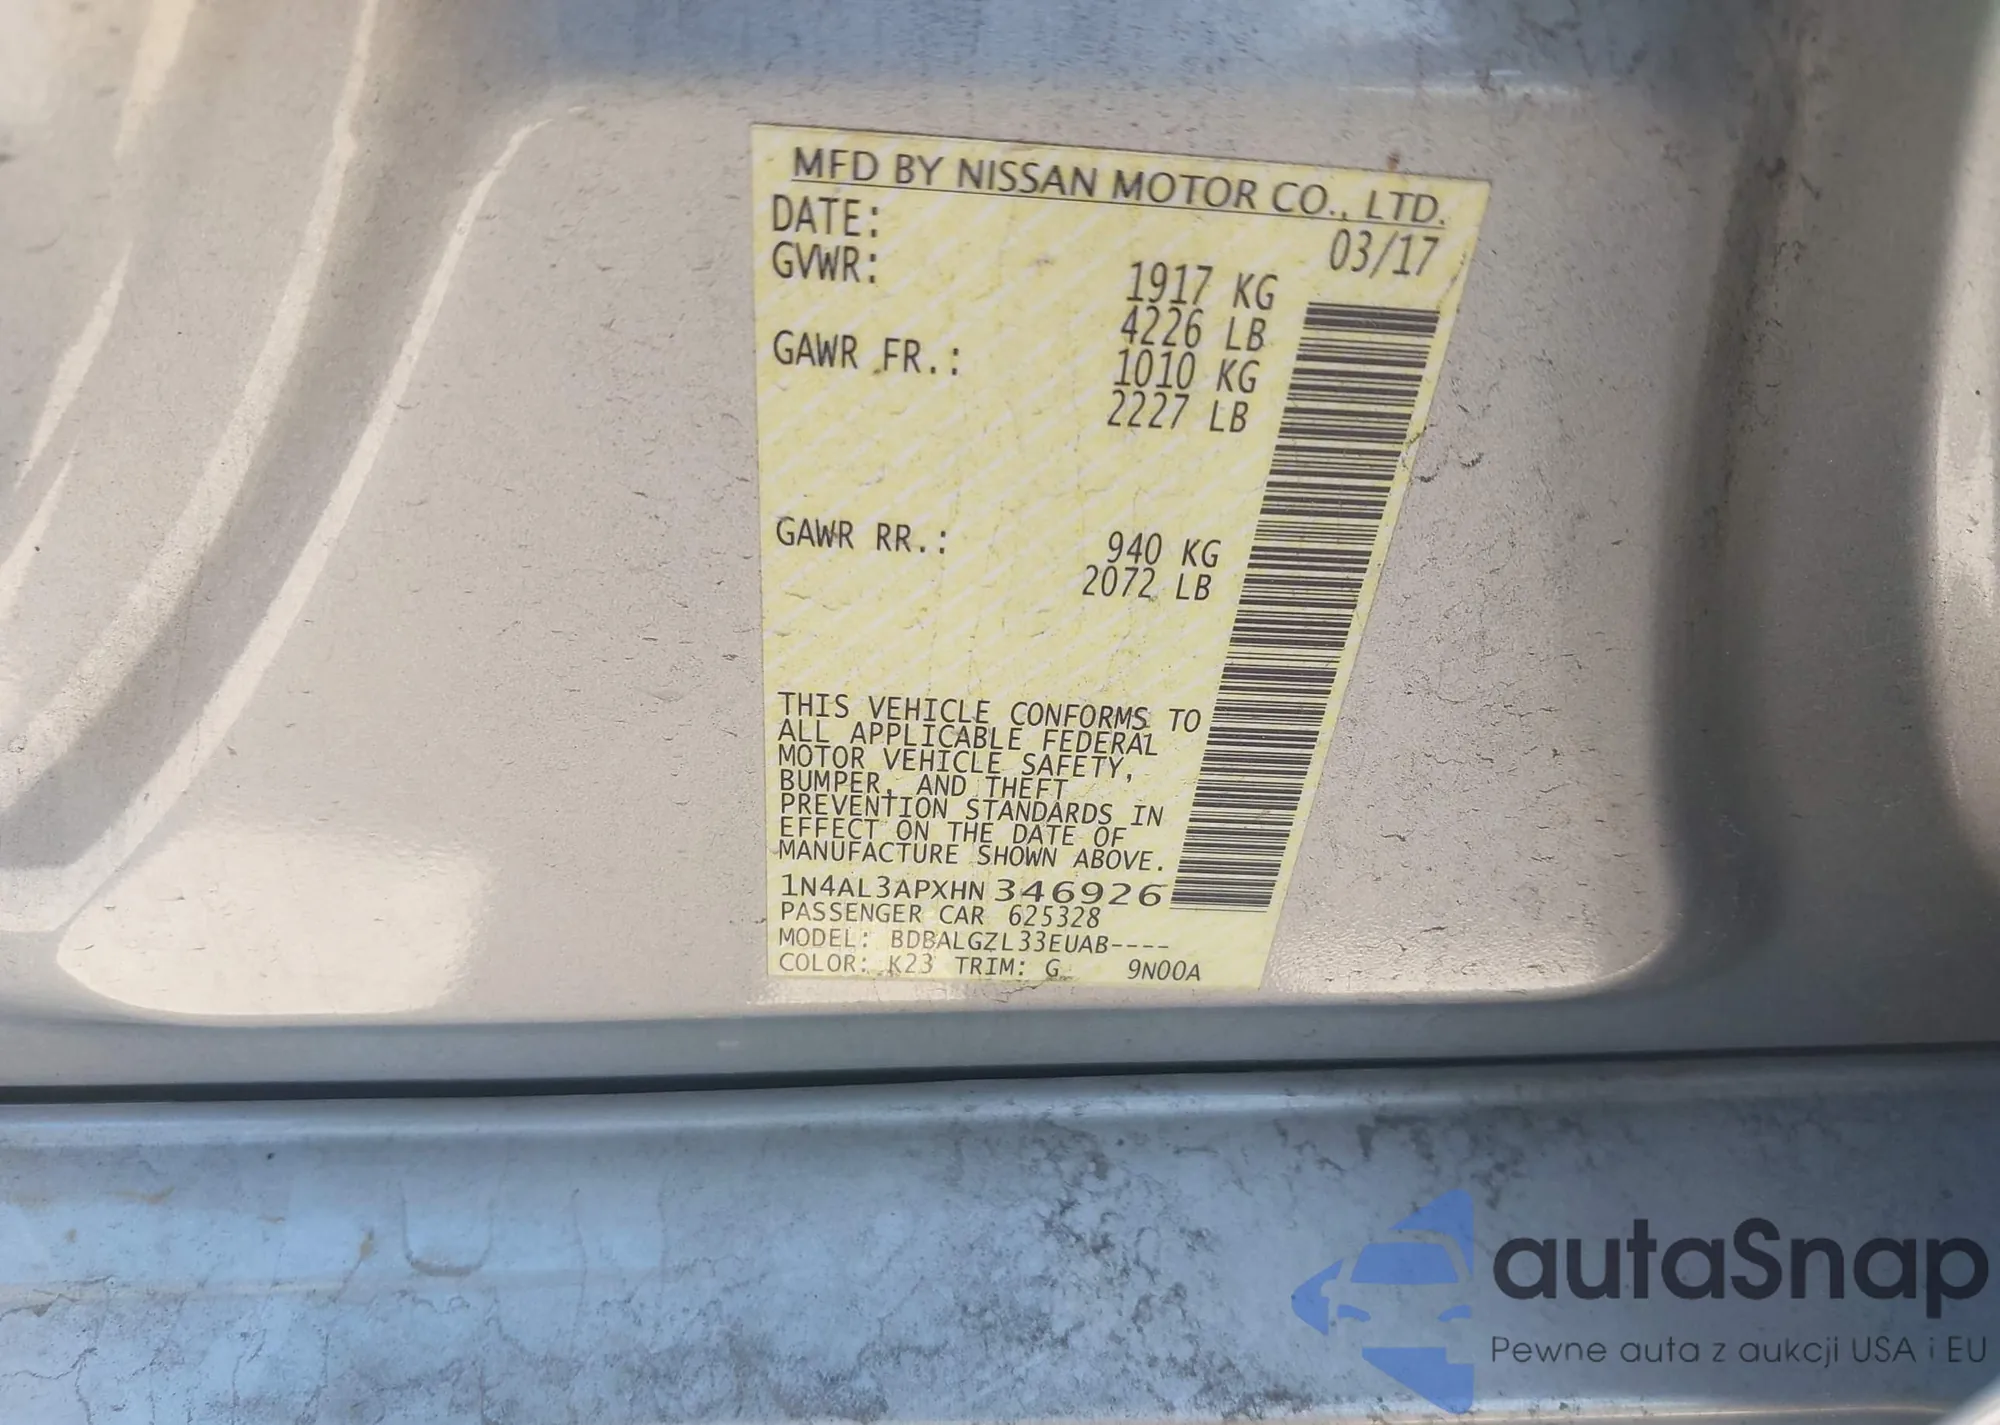 MFD BY NISSAN MOTOR CO., LTD.
DATE: 03/17
GVWR: 1917 KG
4226 LB
GAWR FR.: 1010 KG
2227 LB
GAWR RR.: 940 KG
2072 LB
THIS VEHICLE CONFORMS TO
ALL APPLICABLE FEDERAL
MOTOR VEHICLE SAFETY,
BUMPER, AND THEFT
PREVENTION STANDARDS IN
EFFECT ON THE DATE OF
MANUFACTURE SHOWN ABOVE.
1N4AL3APXHN346926
PASSENGER CAR 625328
MODEL: BDBALGZL33EUAB----
COLOR: K23 TRIM: G 9N00A
autaSnap
Pewne auta z aukcji USA i EU